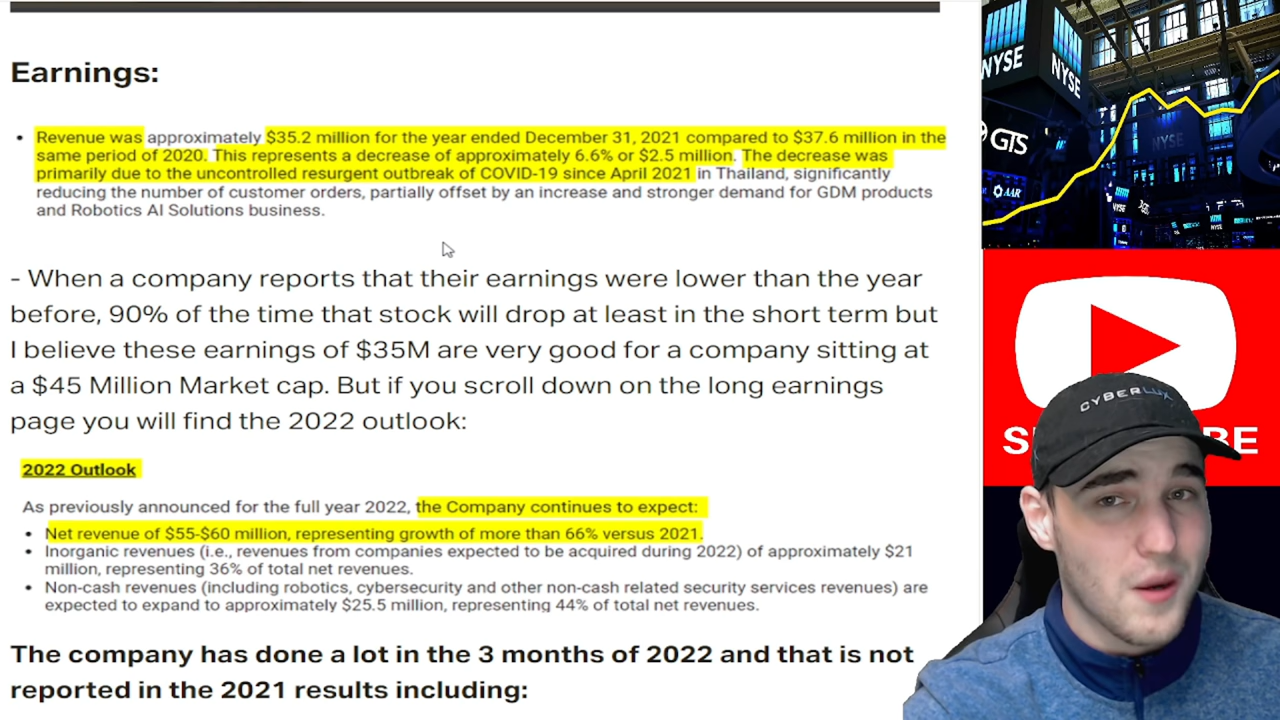 Earnings:
Revenue was approximately $35.2 million for the year ended December 31, 2021 compared to $37.6 million in the
same period of 2020. This represents a decrease of approximately 6.6% or $2.5 million. The decrease was
primarily due to the uncontrolled resurgent outbreak of COVID-19 since April 2021 in Thailand, significantly
reducing the number of customer orders, partially offset by an increase and stronger demand for GDM products
and Robotics AI Solutions business.
- When a company reports that their earnings were lower than the year
before, 90% of the time that stock will drop at least in the short term but
I believe these earnings of $35M are very good for a company sitting at
a $45 Million Market cap. But if you scroll down on the long earnings
page you will find the 2022 outlook:
2022 Outlook
As previously announced for the full year 2022, the Company continues to expect:
Net revenue of $55-$60 million, representing growth of more than 66% versus 2021.
Inorganic revenues (i.e., revenues from companies expected to be acquired during 2022) of approximately $21
million, representing 36% of total net revenues.
Non-cash revenues (including robotics, cybersecurity and other non-cash related security services revenues) are
expected to expand to approximately $25.5 million, representing 44% of total net revenues.
The company has done a lot in the 3 months of 2022 and that is not
reported in the 2021 results including:
NYSE
NYSE
NYSE
GTS
AAR
S BE
CYBERLUX